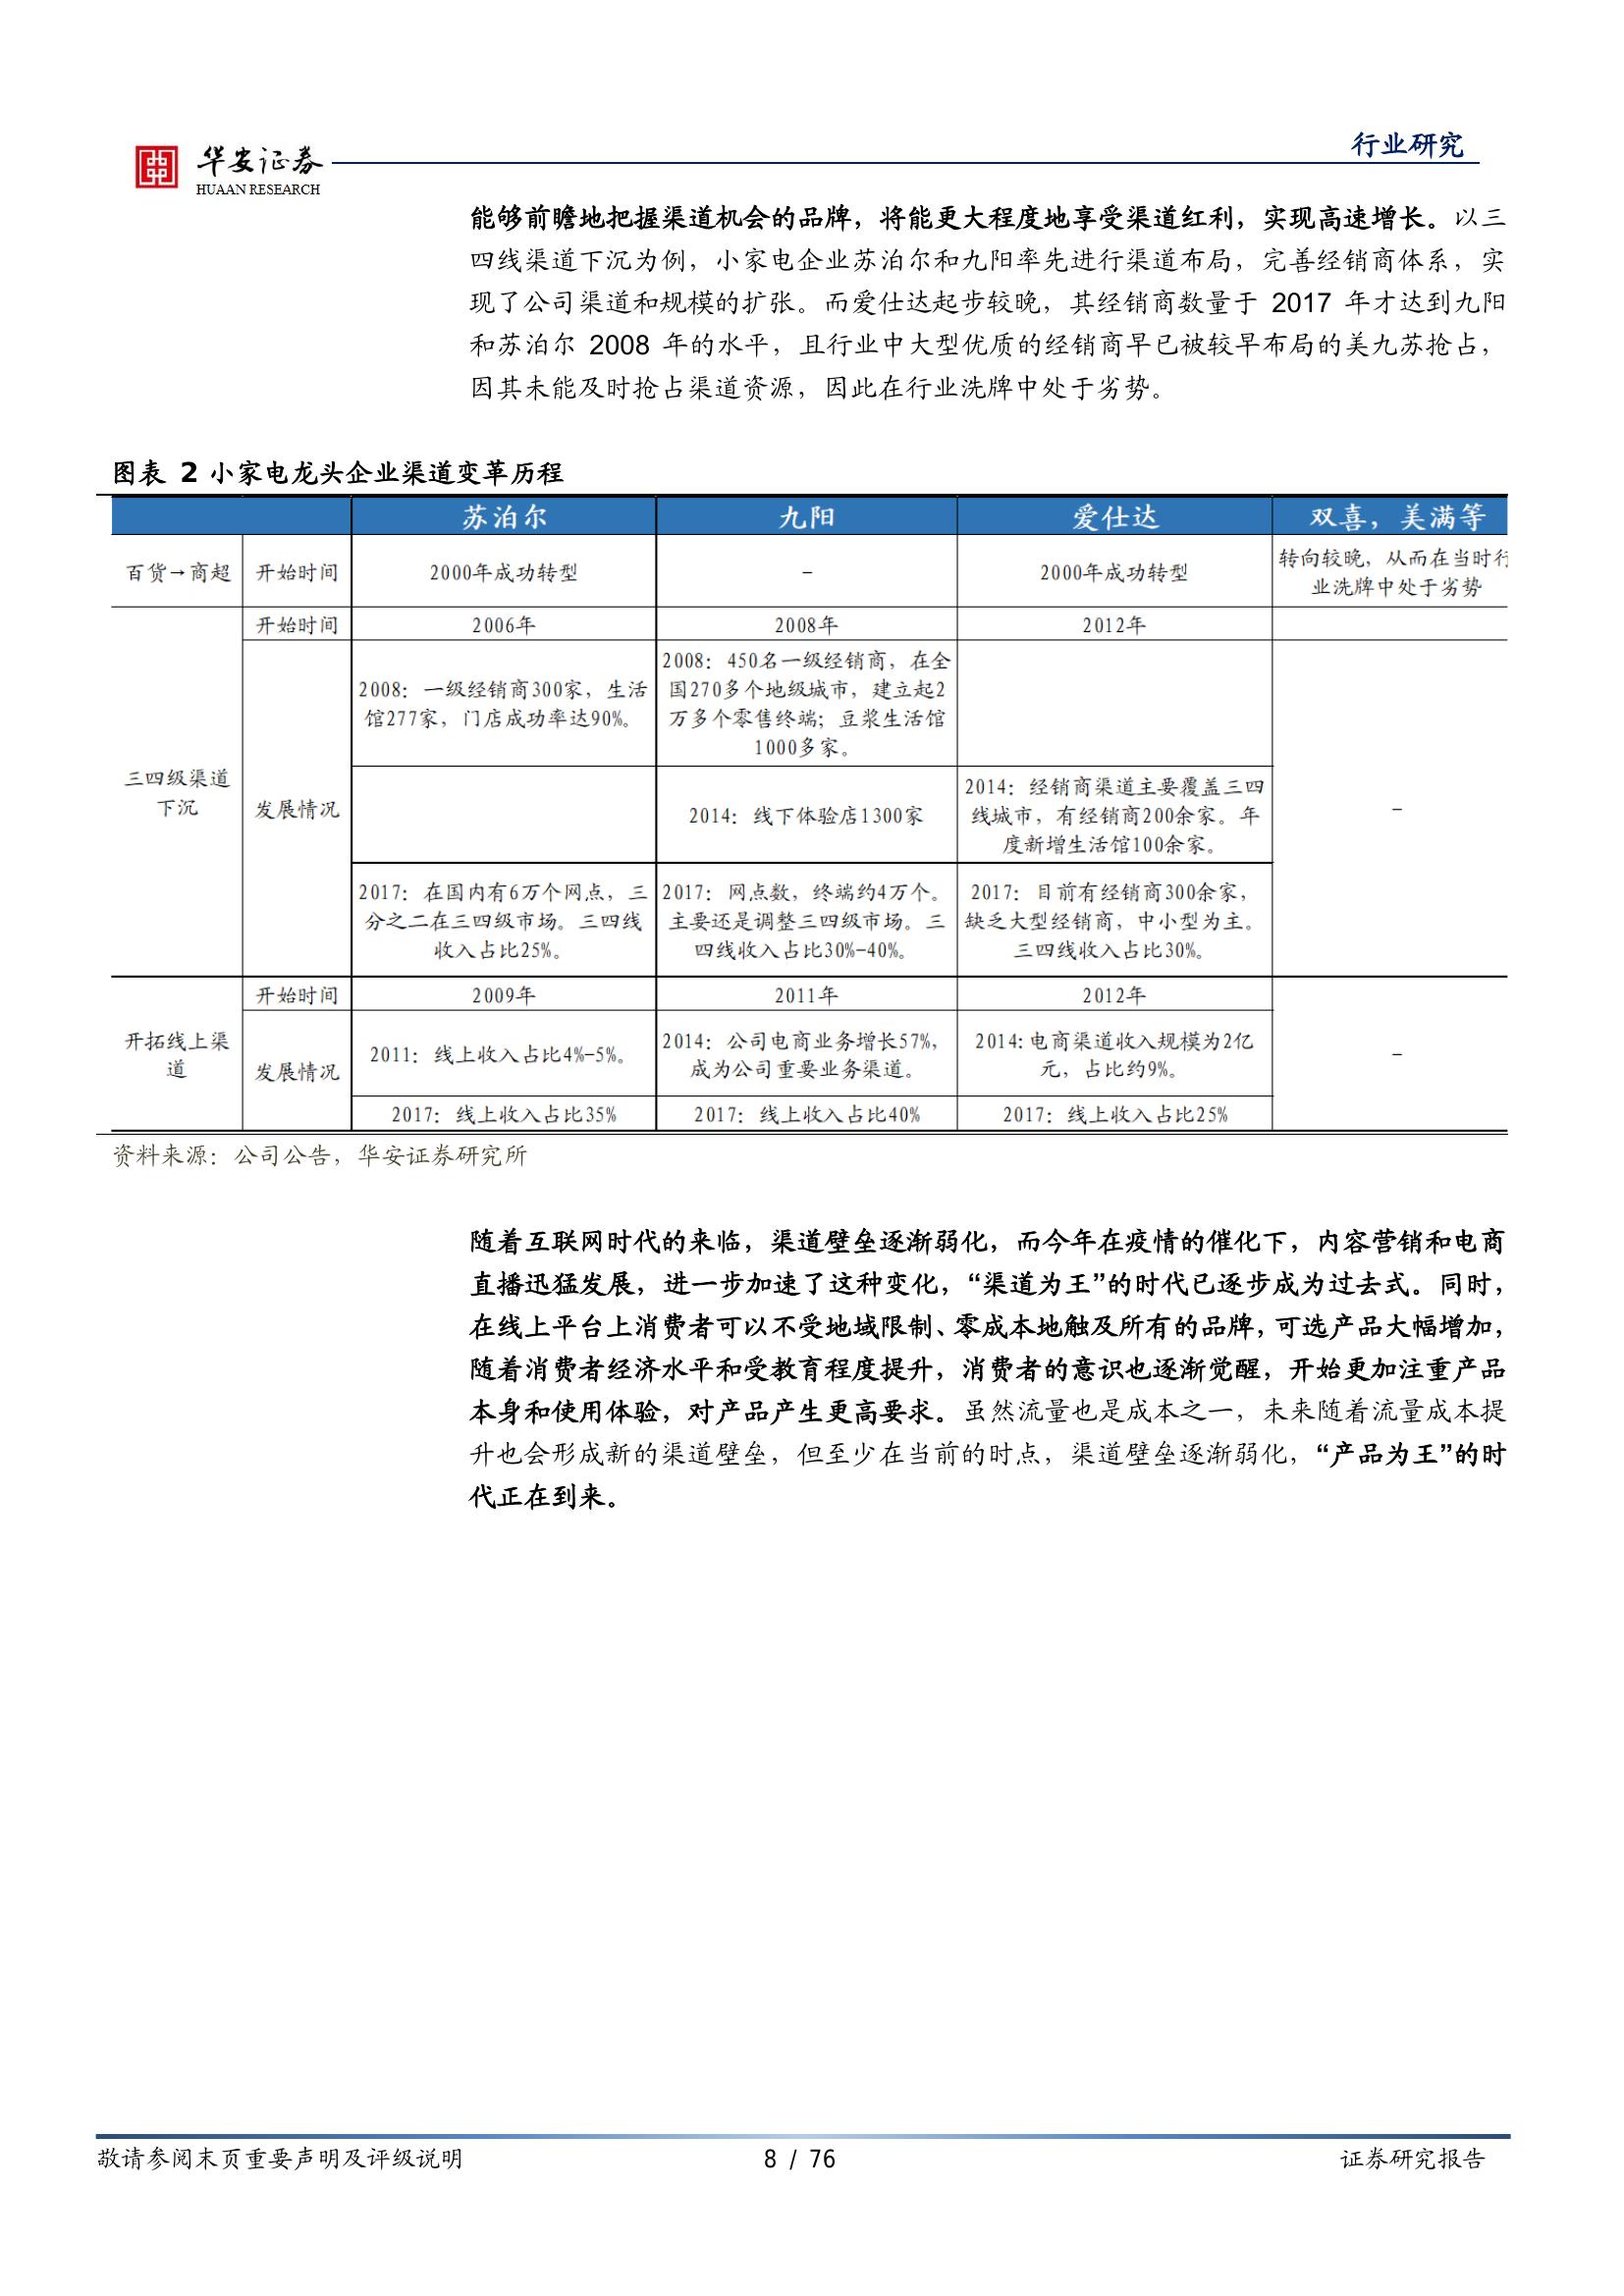 华安证券
HUAAN RESEARCH
行业研究
能够前瞻地把握渠道机会的品牌，将能更大程度地享受渠道红利，实现高速增长。以三
四线渠道下沉为例，小家电企业苏泊尔和九阳率先进行渠道布局，完善经销商体系，实
现了公司渠道和规模的扩张。而爱仕达起步较晚，其经销商数量于 2017 年才达到九阳
和苏泊尔 2008 年的水平，且行业中大型优质的经销商早已被较早布局的美九苏抢占，
因其未能及时抢占渠道资源，因此在行业洗牌中处于劣势。
图表 2 小家电龙头企业渠道变革历程
苏泊尔 九阳 爱仕达 双喜，美满等
百货→商超 开始时间 2000年成功转型 - 2000年成功转型
转向较晚，从而在当时行
业洗牌中处于劣势
三四级渠道
下沉
开始时间 2006年 2008年 2012年
发展情况
2008：一级经销商300家，生活
馆277家，门店成功率达90%。
2008：450名一级经销商，在全
国270多个地级城市，建立起2
万多个零售终端；豆浆生活馆
1000多家。
2014：线下体验店1300家
2014：经销商渠道主要覆盖三四
线城市，有经销商200余家。年
度新增生活馆100余家。
-
2017：在国内有6万个网点，三
分之二在三四级市场。三四线
收入占比25%。
2017：网点数，终端约4万个。
主要还是调整三四级市场。三
四线收入占比30%-40%。
2017：目前有经销商300余家，
缺乏大型经销商，中小型为主。
三四线收入占比30%。
开拓线上渠
道
开始时间 2009年 2011年 2012年
发展情况
2011：线上收入占比4%-5%。
2014：公司电商业务增长57%，
成为公司重要业务渠道。
2014:电商渠道收入规模为2亿
元，占比约9%。
-
2017：线上收入占比35% 2017：线上收入占比40% 2017：线上收入占比25%
资料来源：公司公告，华安证券研究所
随着互联网时代的来临，渠道壁垒逐渐弱化，而今年在疫情的催化下，内容营销和电商
直播迅猛发展，进一步加速了这种变化，“渠道为王”的时代已逐步成为过去式。同时，
在线上平台上消费者可以不受地域限制、零成本地触及所有的品牌，可选产品大幅增加，
随着消费者经济水平和受教育程度提升，消费者的意识也逐渐觉醒，开始更加注重产品
本身和使用体验，对产品产生更高要求。虽然流量也是成本之一，未来随着流量成本提
升也会形成新的渠道壁垒，但至少在当前的时点，渠道壁垒逐渐弱化，“产品为王”的时
代正在到来。
敬请参阅末页重要声明及评级说明 8 / 76 证券研究报告